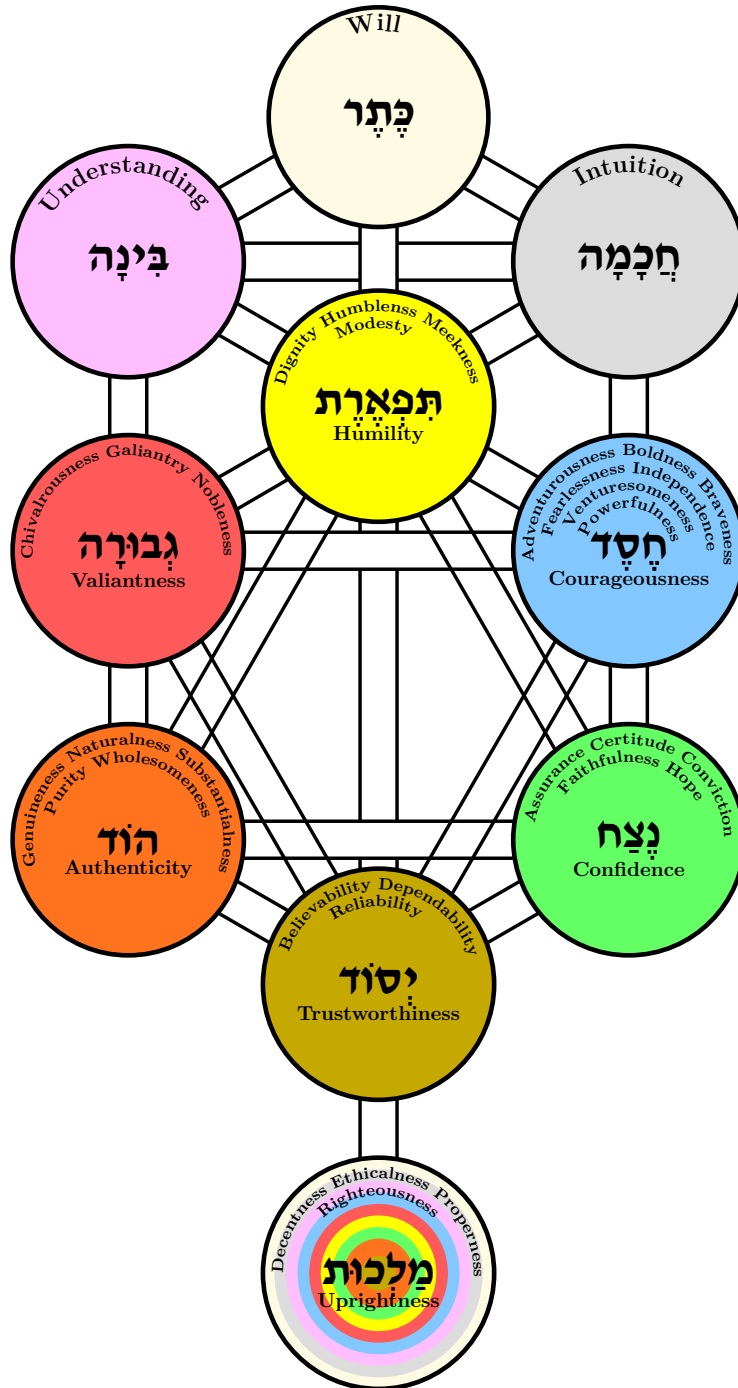 Will
כֶּתֶר
Understanding
בִּינָה
Intuition
חֲכָמָה
Dignity Humblenss Meekness
Modesty
תִּפְאֶרֶת
Humility
Chivalrousness Galiantry Nobleness
גְּבוּרָה
Valiantness
Adventurousness Boldness Braveness
Fearlessness Independence
Venturesomeness
Powerfulness
חֶסֶד
Courageousness
Genuineness Naturalness Substantialness
Purity Wholesomeness
הוֹד
Authenticity
Assurance Certitude Conviction
Faithfulness Hope
נֶצַח
Confidence
Believability Dependability
Reliability
יְסוֹד
Trustworthiness
Decentness Ethicalness Properness
Righteousness
מַלְכוּת
Uprightness